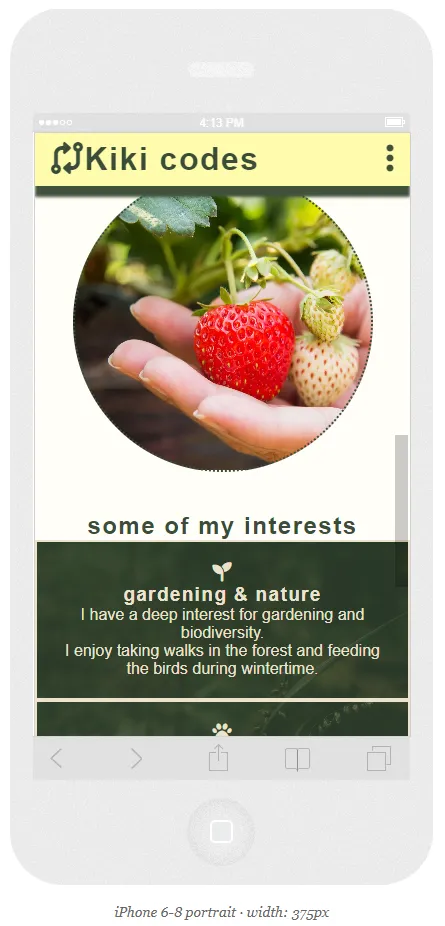 4:13 PM
Kiki codes
some of my interests
gardening & nature
I have a deep interest for gardening and
biodiversity.
I enjoy taking walks in the forest and feeding
the birds during wintertime.
iPhone 6-8 portrait · width: 375px